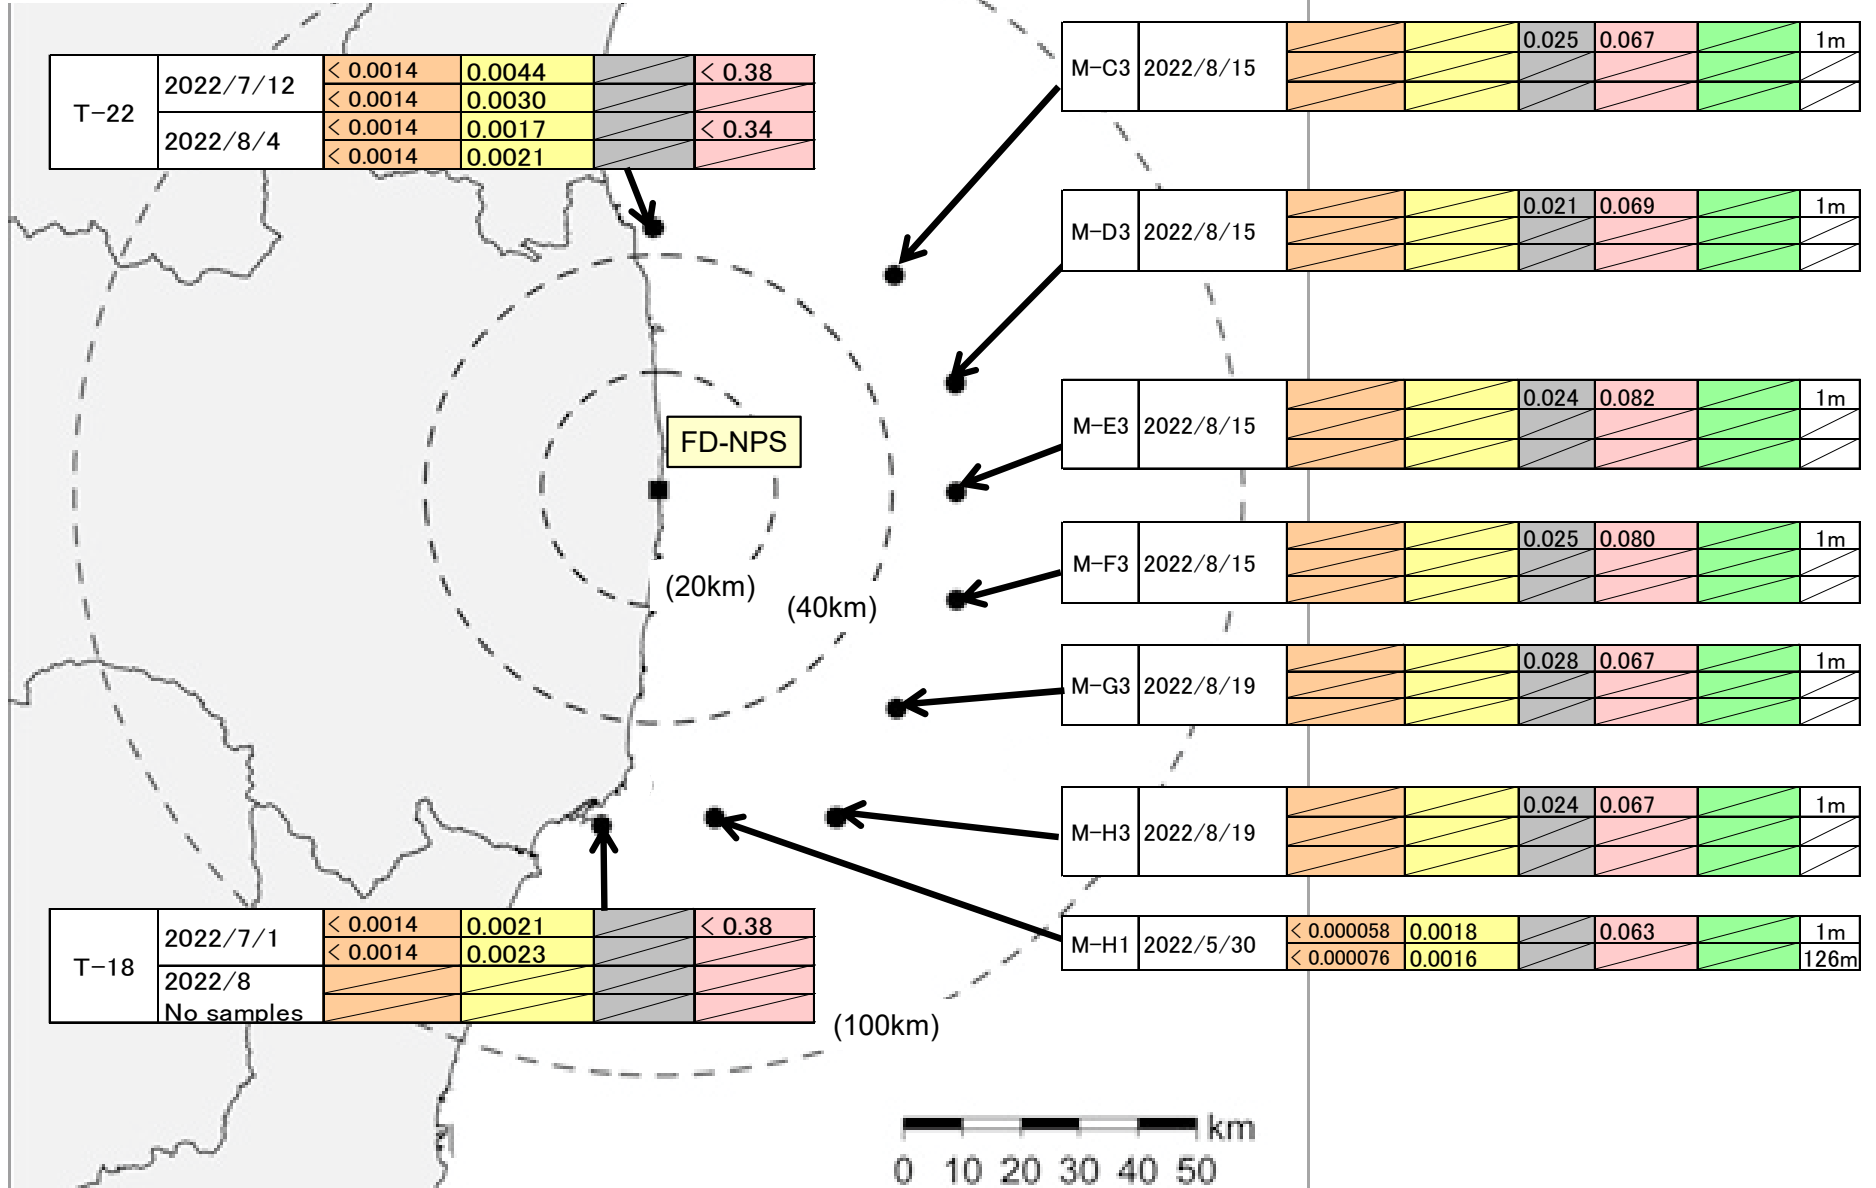 T-22
2022/7/12
< 0.0014 0.0044 < 0.38
< 0.0014 0.0030
2022/8/4
< 0.0014 0.0017 < 0.34
< 0.0014 0.0021
M-C3 2022/8/15 0.025 0.067 1m
M-D3 2022/8/15 0.021 0.069 1m
M-E3 2022/8/15 0.024 0.082 1m
FD-NPS
M-F3 2022/8/15 0.025 0.080 1m
(20km)
(40km)
M-G3 2022/8/19 0.028 0.067 1m
M-H3 2022/8/19 0.024 0.067 1m
M-H1 2022/5/30 < 0.000058 0.0018 0.063 1m
< 0.000076 0.0016 126m
T-18
2022/7/1
< 0.0014 0.0021 < 0.38
< 0.0014 0.0023
2022/8
No samples
(100km)
km
0 10 20 30 40 50